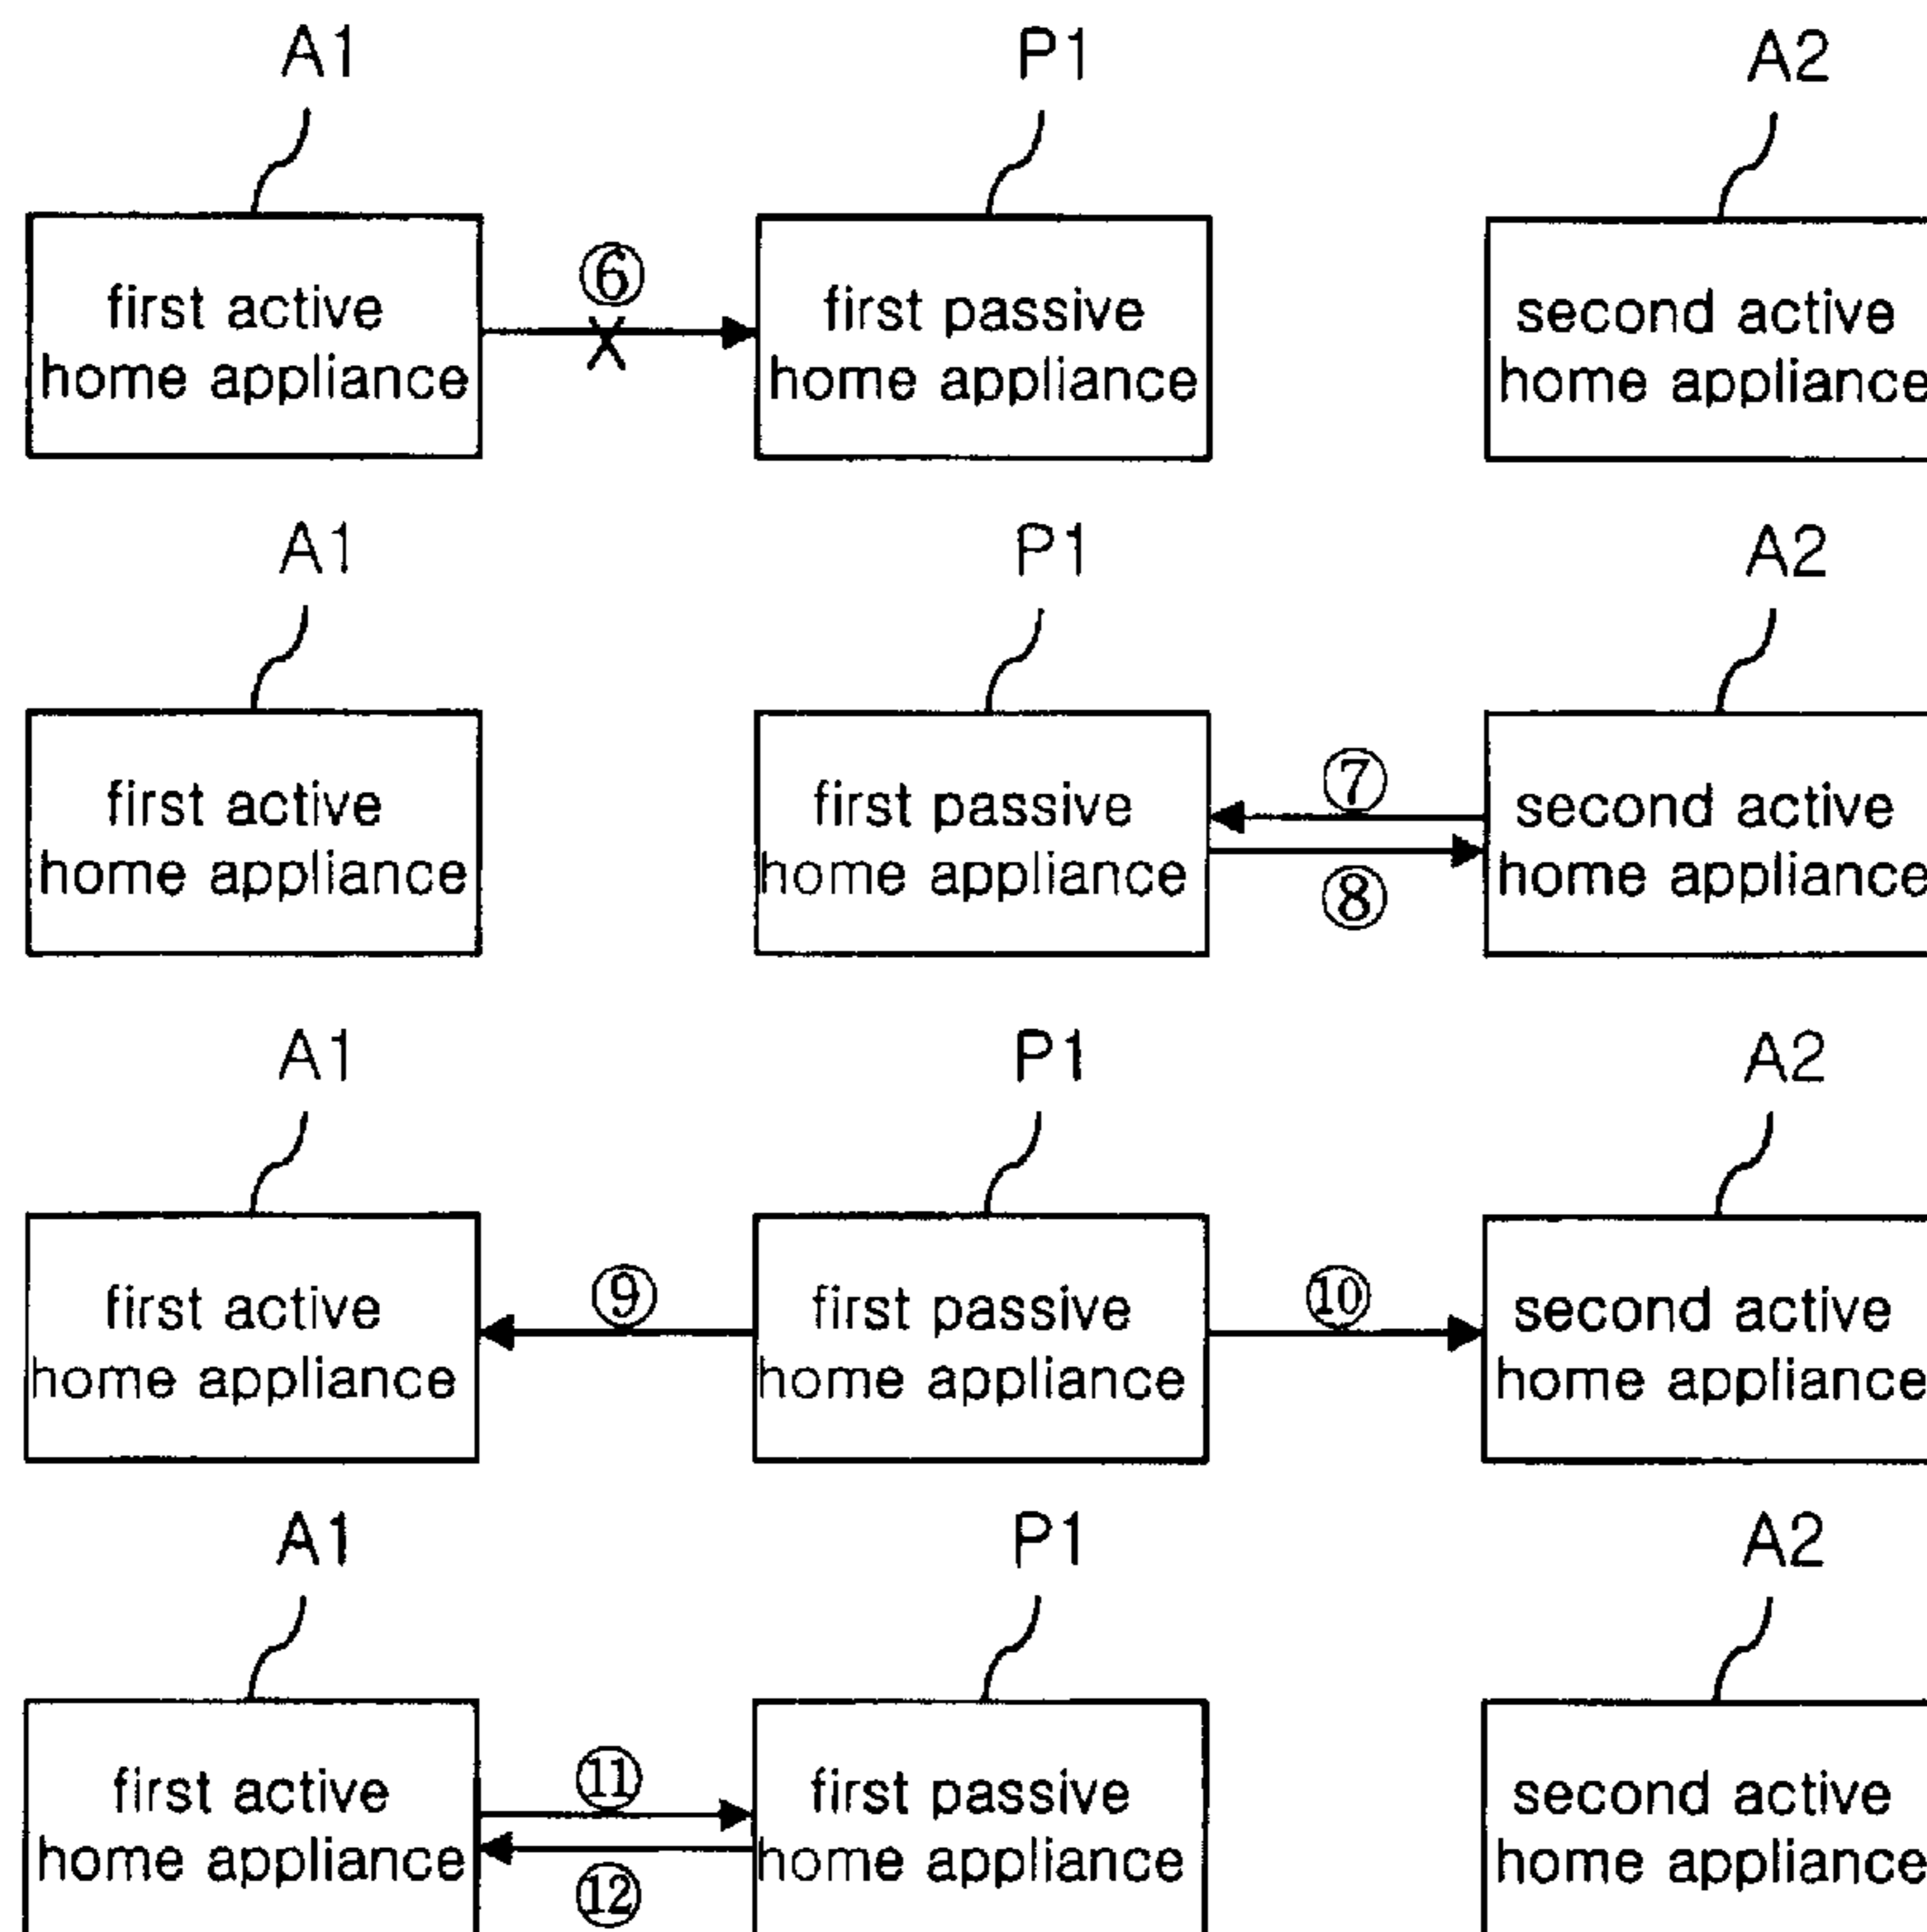 A1 P1 A2
⑥
first active first passive second active
home appliance home appliance home appliance
X
A1 P1 A2
⑦
first active first passive second active
home appliance home appliance home appliance
⑧
A1 P1 A2
⑨ ⑩
first active first passive second active
home appliance home appliance home appliance
A1 P1 A2
⑪
first active first passive second active
home appliance home appliance home appliance
⑫